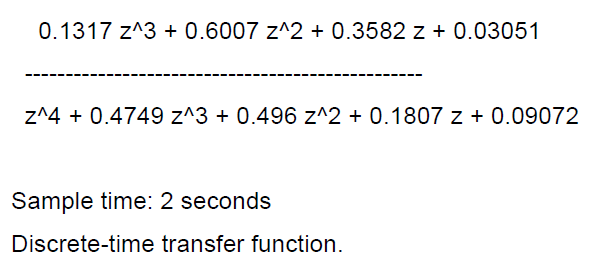 0.1317 z^3 + 0.6007 z^2 + 0.3582 z + 0.03051
-------------------------------------------------
z^4 + 0.4749 z^3 + 0.496 z^2 + 0.1807 z + 0.09072
Sample time: 2 seconds
Discrete-time transfer function.